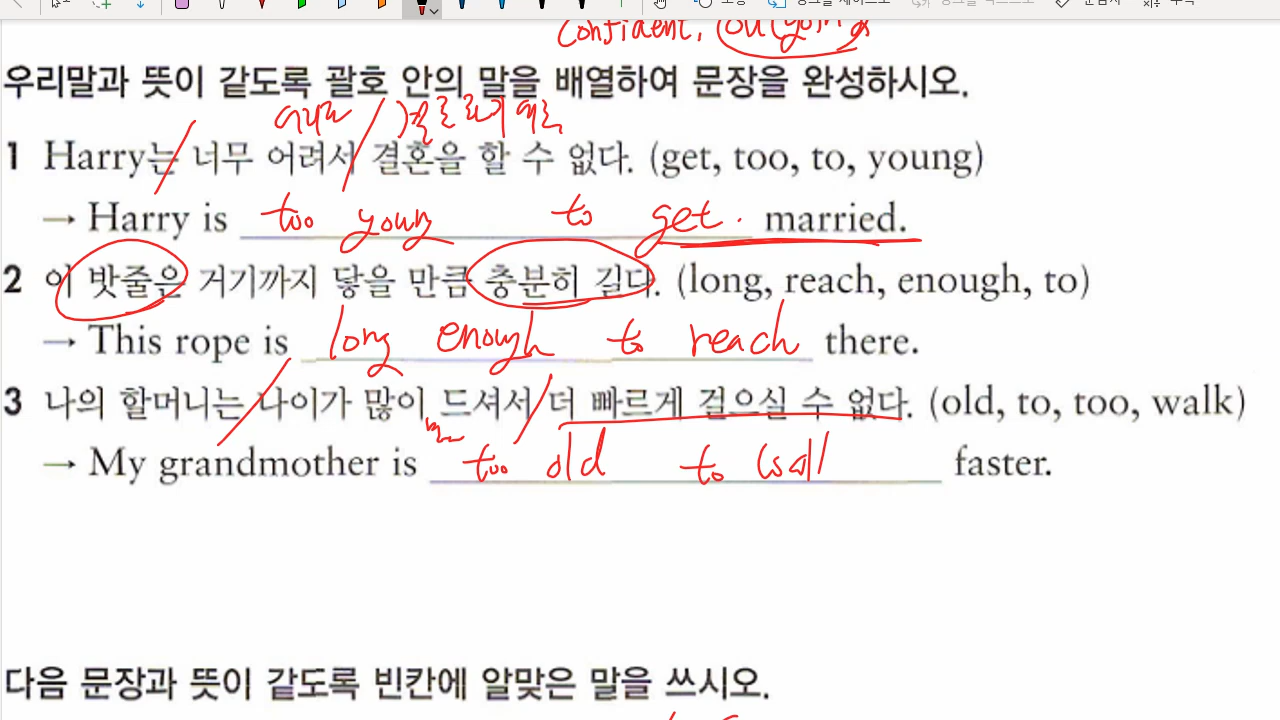 Confident, outgoing
우리말과 뜻이 같도록 괄호 안의 말을 배열하여 문장을 완성하시오.
1 Harry는 너무 어려서 결혼을 할 수 없다. (get, too, to, young)
→ Harry is too young to get married.
2 이 밧줄은 거기까지 닿을 만큼 충분히 길다. (long, reach, enough, to)
→ This rope is long enough to reach there.
3 나의 할머니는 나이가 많이 드셔서 더 빠르게 걸으실 수 없다. (old, to, too, walk)
→ My grandmother is too old to wall faster.
다음 문장과 뜻이 같도록 빈칸에 알맞은 말을 쓰시오.